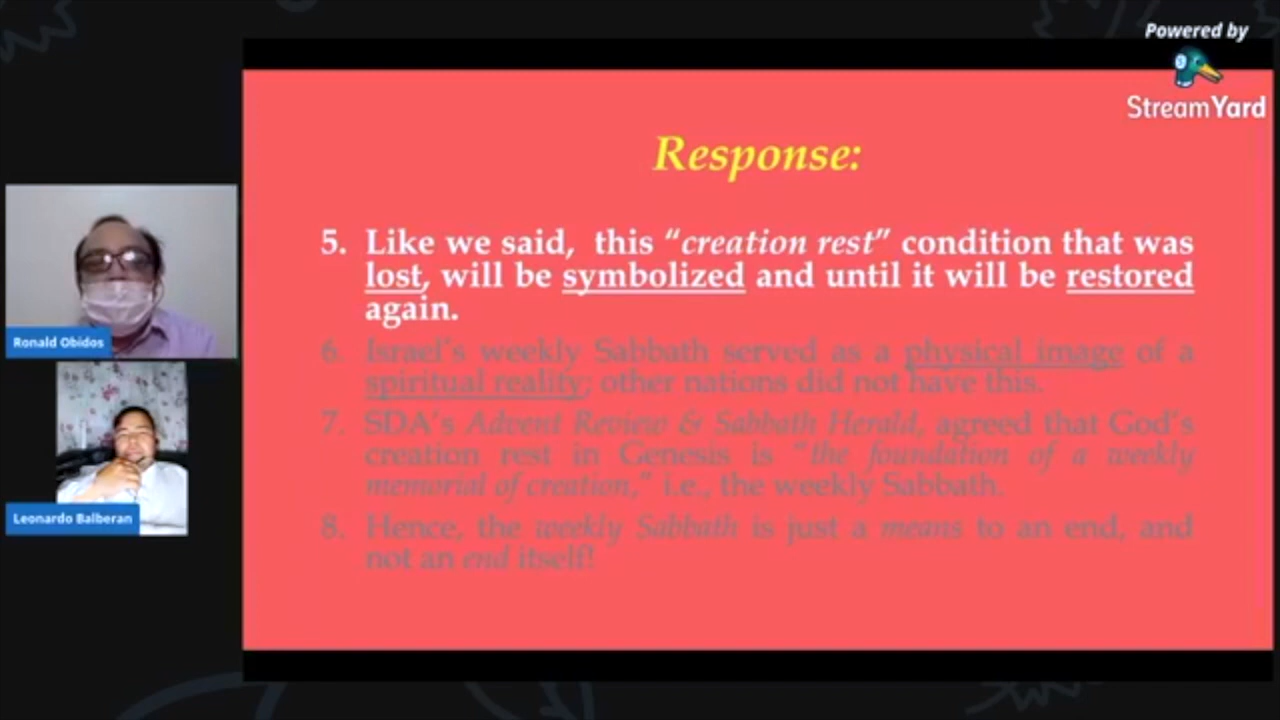 Powered by
StreamYard
Response:
5. Like we said, this “creation rest” condition that was
lost, will be symbolized and until it will be restored
again.
6. Israel's weekly Sabbath served as a physical image of a
spiritual reality; other nations did not have this.
7. SDA's Advent Review & Sabbath Herald, agreed that God's
creation rest in Genesis is “the foundation of a weekly
memorial of creation,” i.e., the weekly Sabbath.
8. Hence, the weekly Sabbath is just a means to an end, and
not an end itself!
Ronald Obidos
Leonardo Balberan